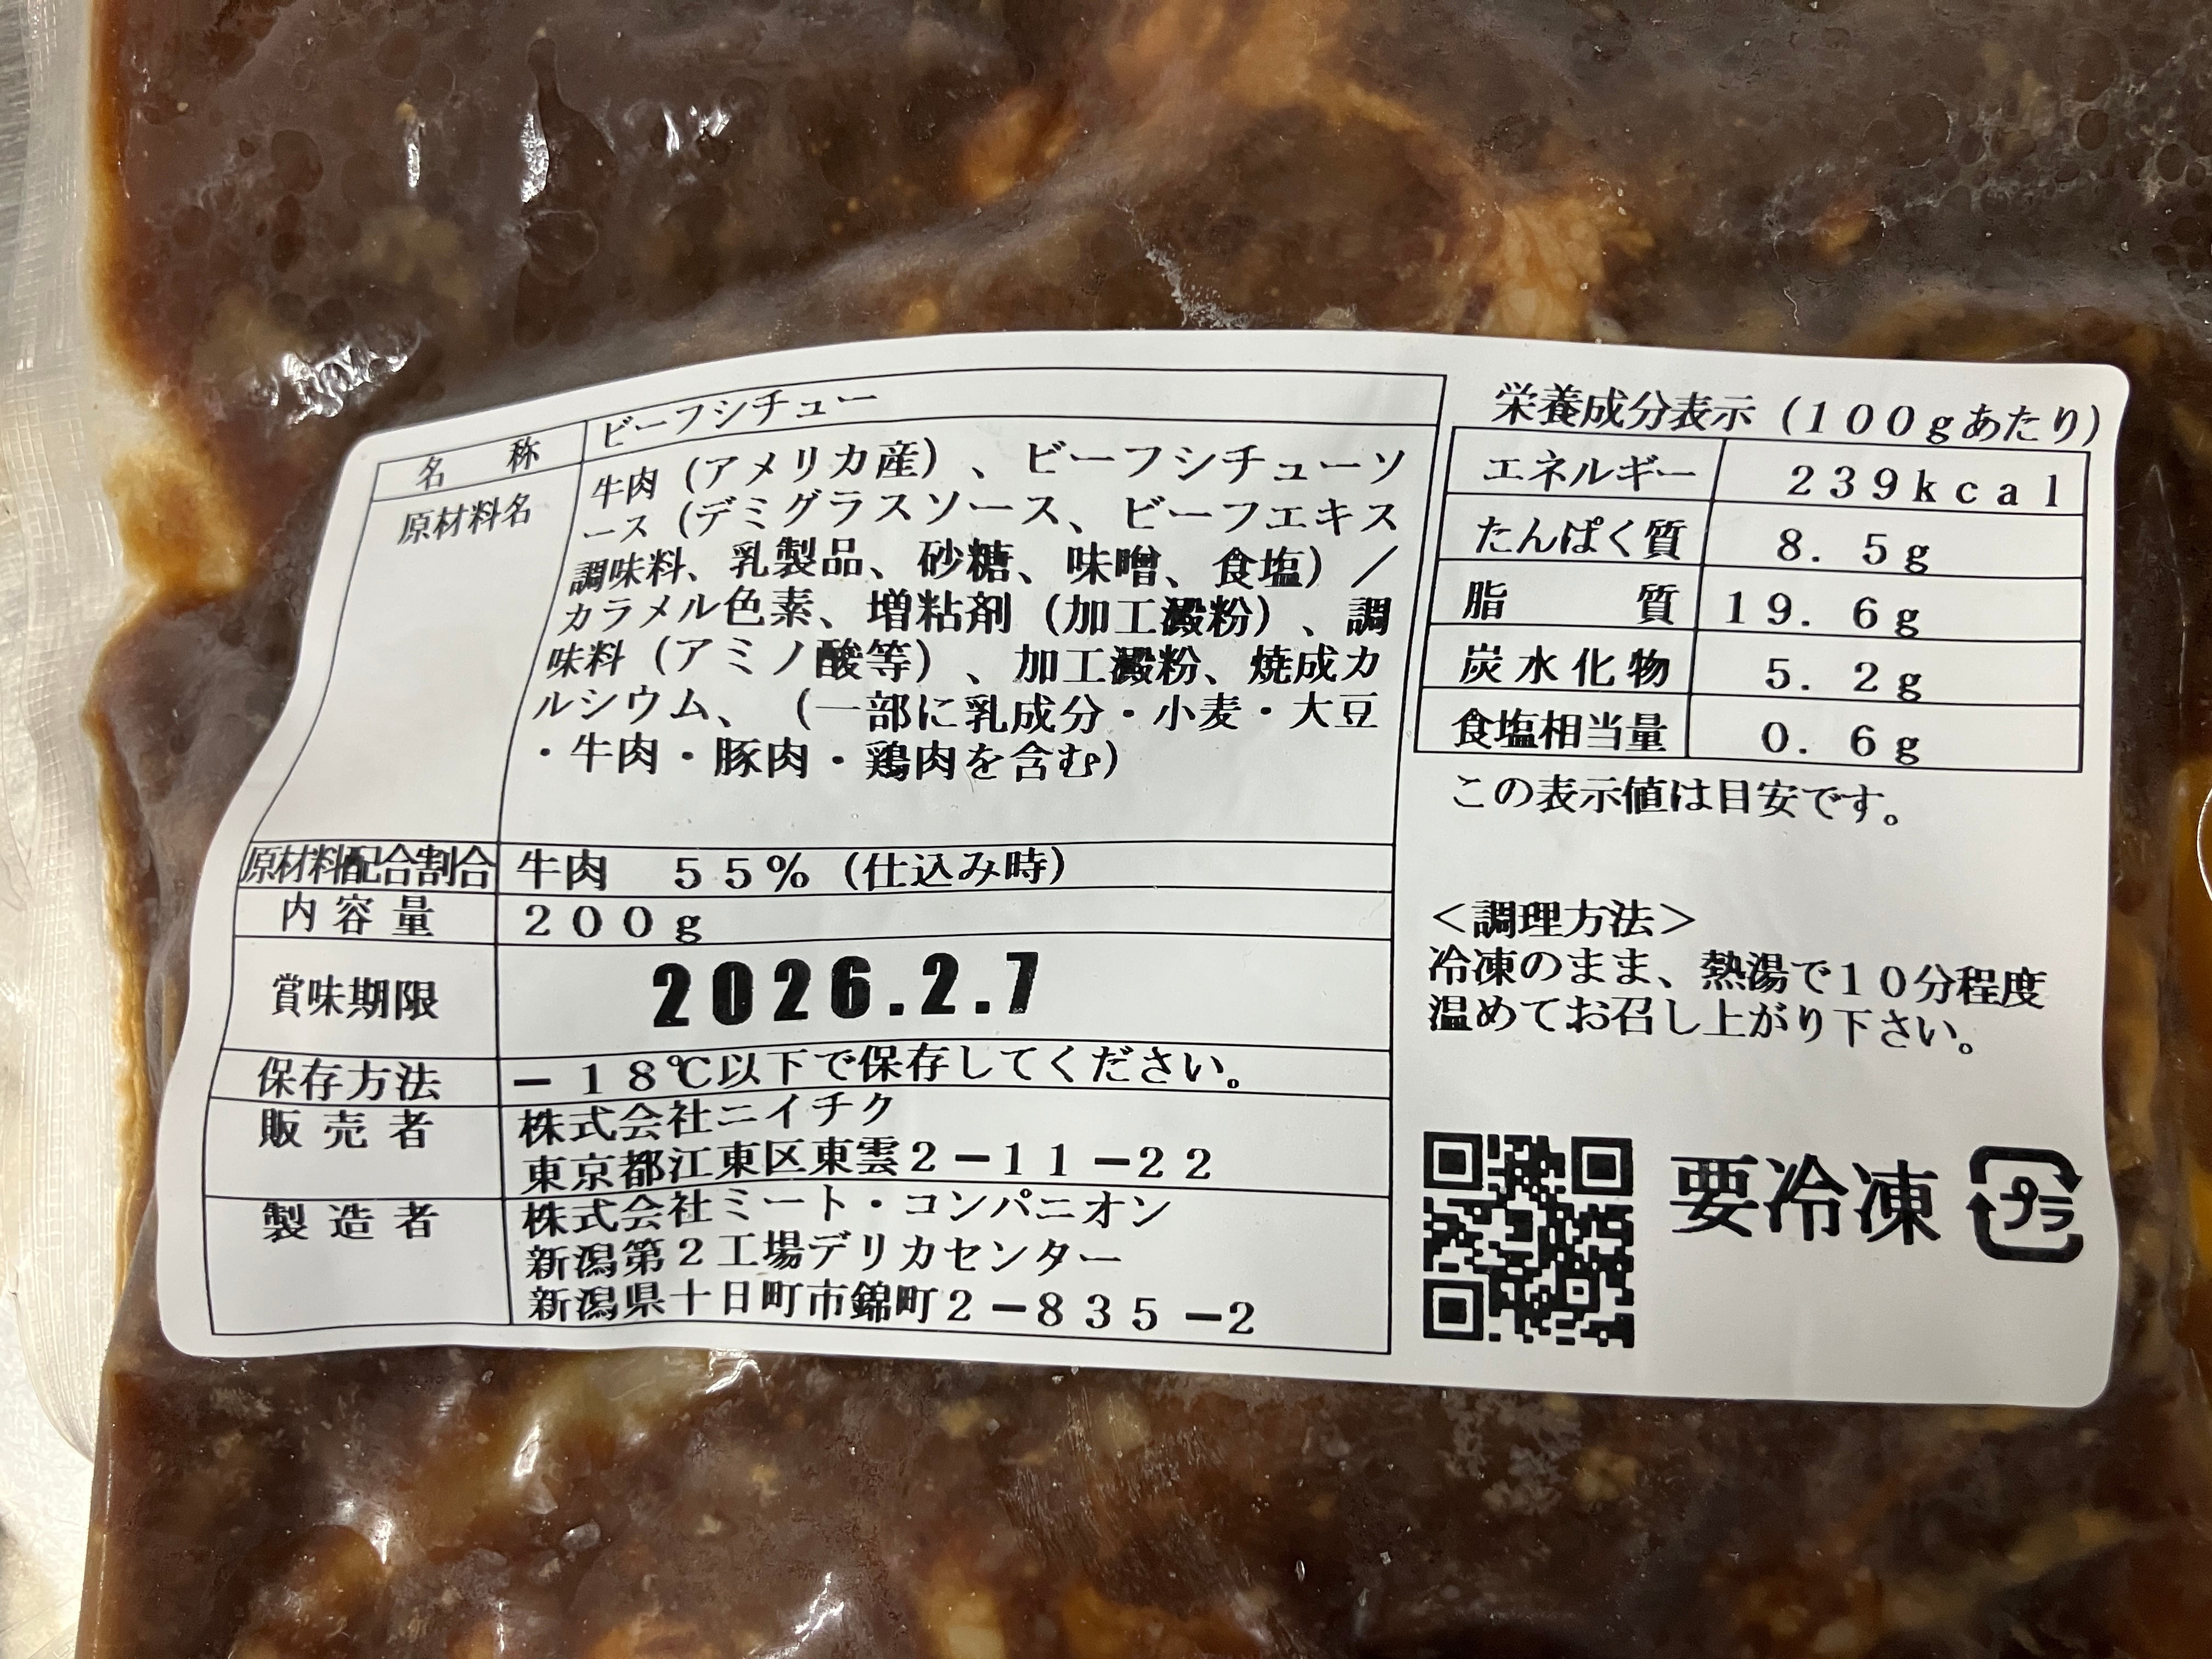 名 称 ビーフシチュー
原材料名 牛肉(アメリカ産)、ビーフシチューソ
ース(デミグラスソース、ビーフエキス
調味料、乳製品、砂糖、味噌、食塩)/
カラメル色素、増粘剤(加工澱粉)、調
味料(アミノ酸等)、加工澱粉、焼成カ
ルシウム、(一部に乳成分・小麦・大豆
・牛肉・豚肉・鶏肉を含む)
原材料配合割合 牛肉 55%(仕込み時)
内容量 200g
賞味期限 2026.2.7
保存方法 −18℃以下で保存してください。
販売者 株式会社ニイチク
東京都江東区東雲2−11−22
製造者 株式会社ミート・コンパニオン
新潟第2工場デリカセンター
新潟県十日町市錦町2−835−2
栄養成分表示(100gあたり)
エネルギー 239kcal
たんぱく質 8.5g
脂質 19.6g
炭水化物 5.2g
食塩相当量 0.6g
この表示値は目安です。
<調理方法>
冷凍のまま、熱湯で10分程度
温めてお召し上がり下さい。
要冷凍 プラ